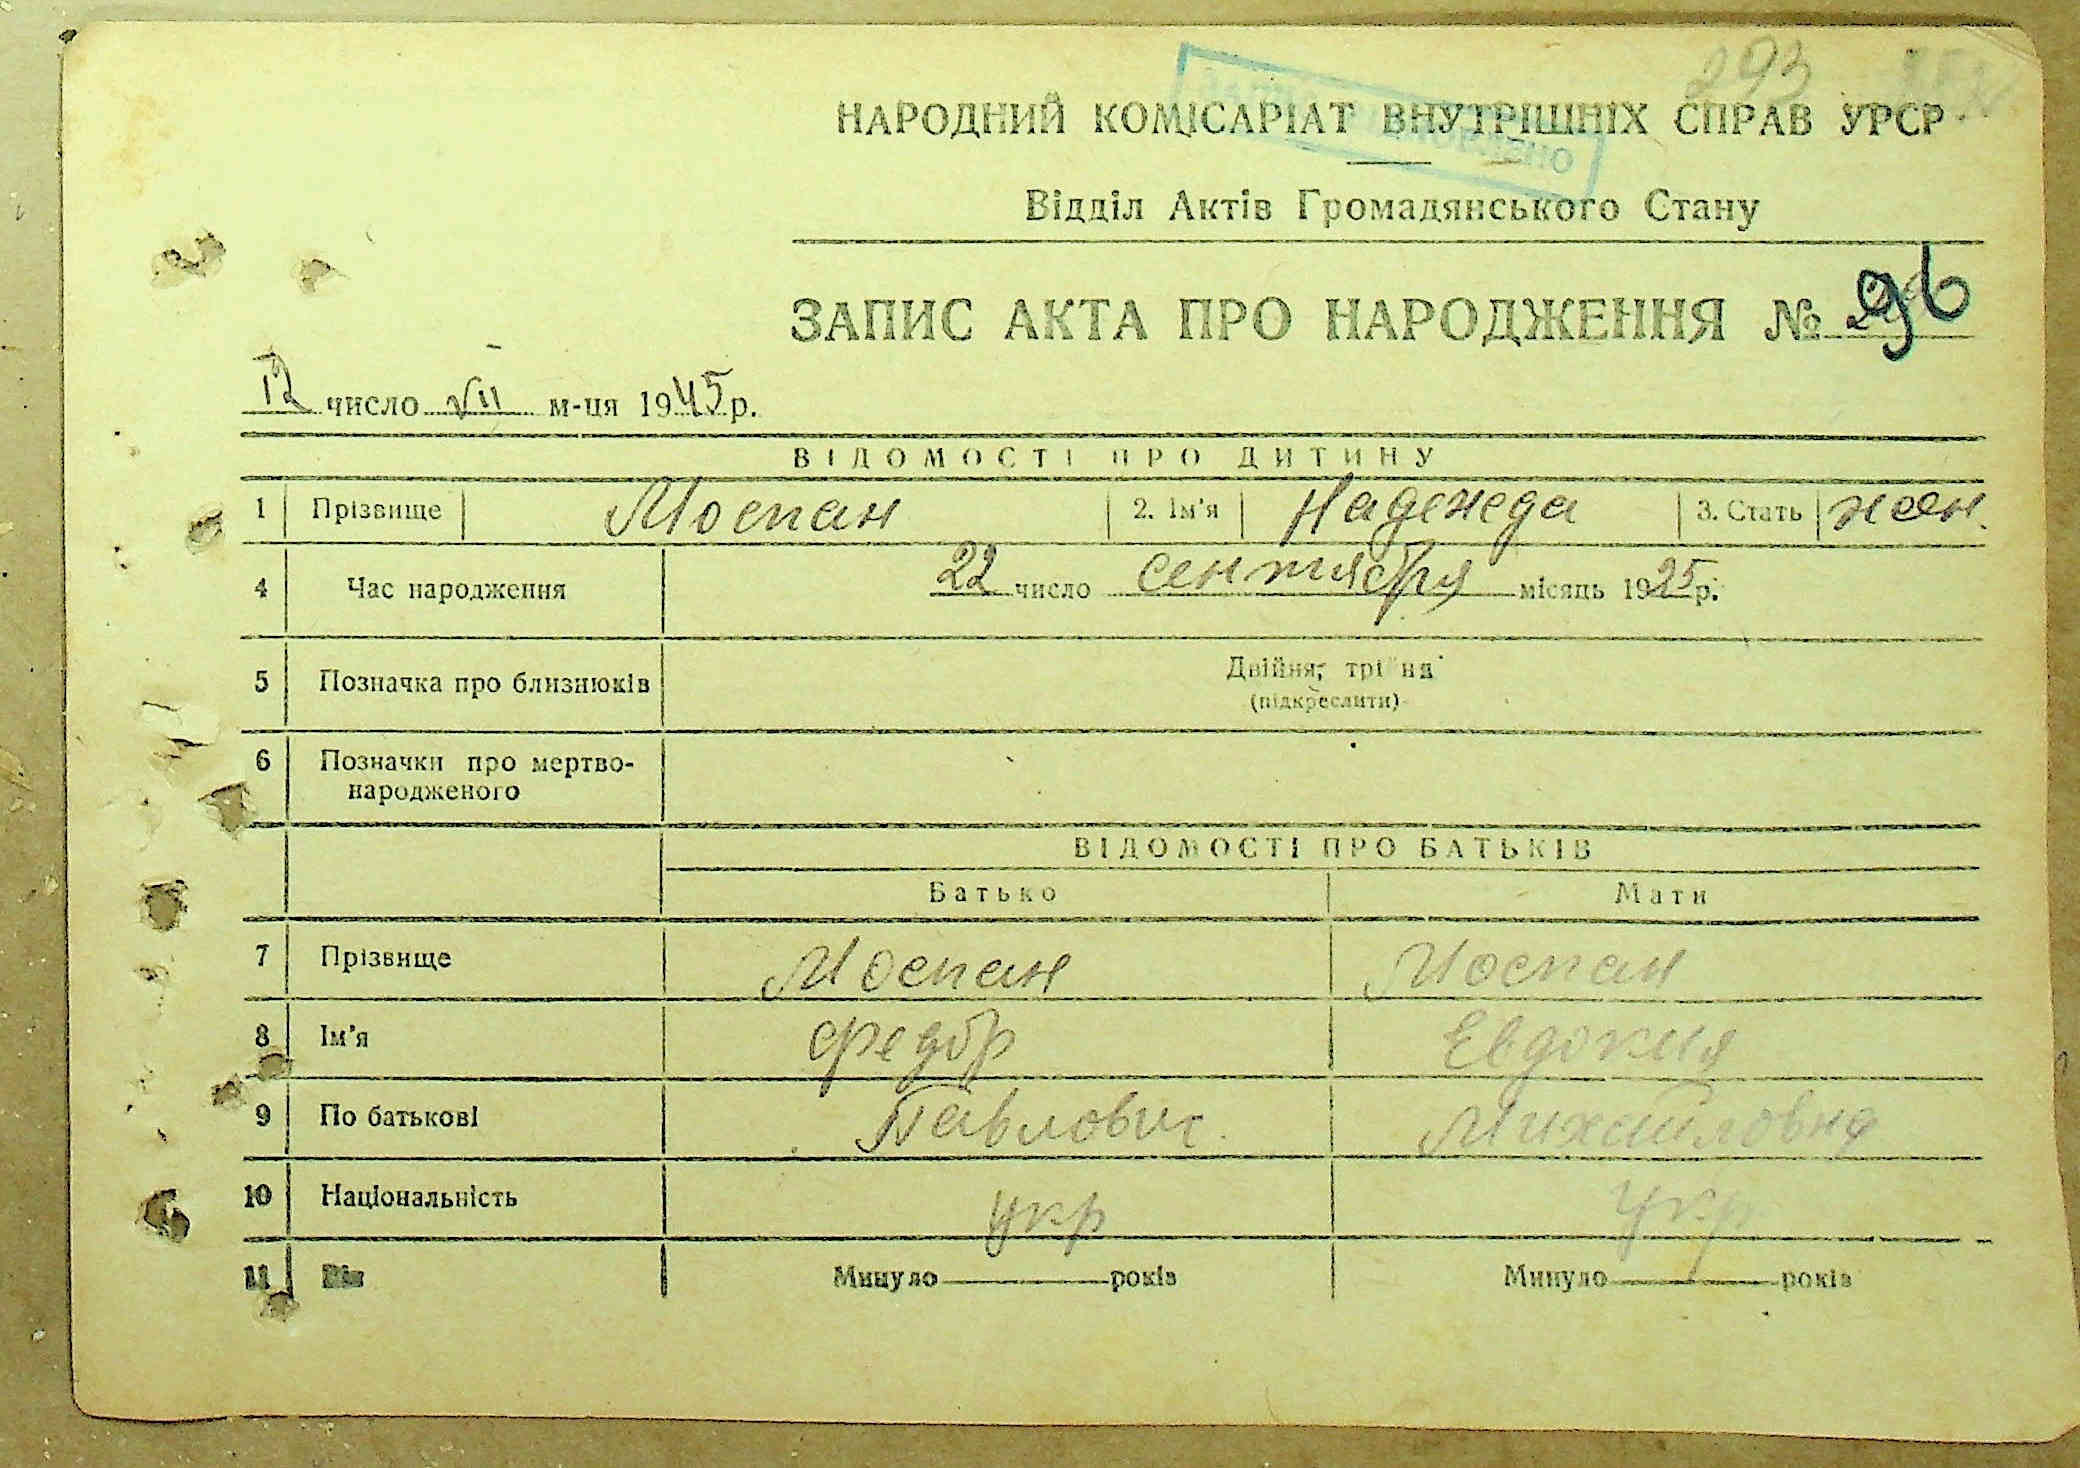 293
НАРОДНИЙ КОМІСАРІАТ ВНУТРІШНІХ СПРАВ УРСР
Відділ Актів Громадянського Стану
ЗАПИС АКТА ПРО НАРОДЖЕННЯ № 96
12 число VII м-ця 1945 р.
ВІДОМОСТІ ПРО ДИТИНУ
1 Прізвище Моспан 2. Ім'я Надежда 3. Стать жен.
4 Час народження 22 число сентября місяць 1925 р.
5 Позначка про близнюків Двійня, трійня
(підкреслити)
6 Позначки про мертво-
народженого
ВІДОМОСТІ ПРО БАТЬКІВ
Батько Мати
7 Прізвище Моспан Моспан
8 Ім'я Федор Евдокия
9 По батькові Павлович Михайловна
10 Національність укр укр
11 Вік Минуло років Минуло років